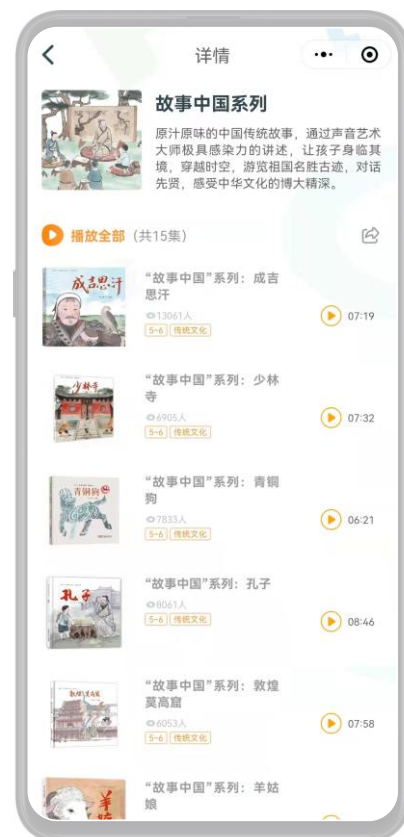 详情
故事中国系列
原汁原味的中国传统故事，通过声音艺术
大师极具感染力的讲述，让孩子身临其
境，穿越时空，游览祖国名胜古迹，对话
先贤，感受中华文化的博大精深。
播放全部（共15集）
成吉思汗
“故事中国”系列：成吉
思汗
13061人
5-6 传统文化
07:19
少林寺
“故事中国”系列：少林
寺
6905人
5-6 传统文化
07:32
青铜狗
“故事中国”系列：青铜
狗
7833人
5-6 传统文化
06:21
孔子
“故事中国”系列：孔子
8061人
5-6 传统文化
08:46
敦煌莫高窟
“故事中国”系列：敦煌
莫高窟
6053人
5-6 传统文化
07:58
羊姑
“故事中国”系列：羊姑
娘